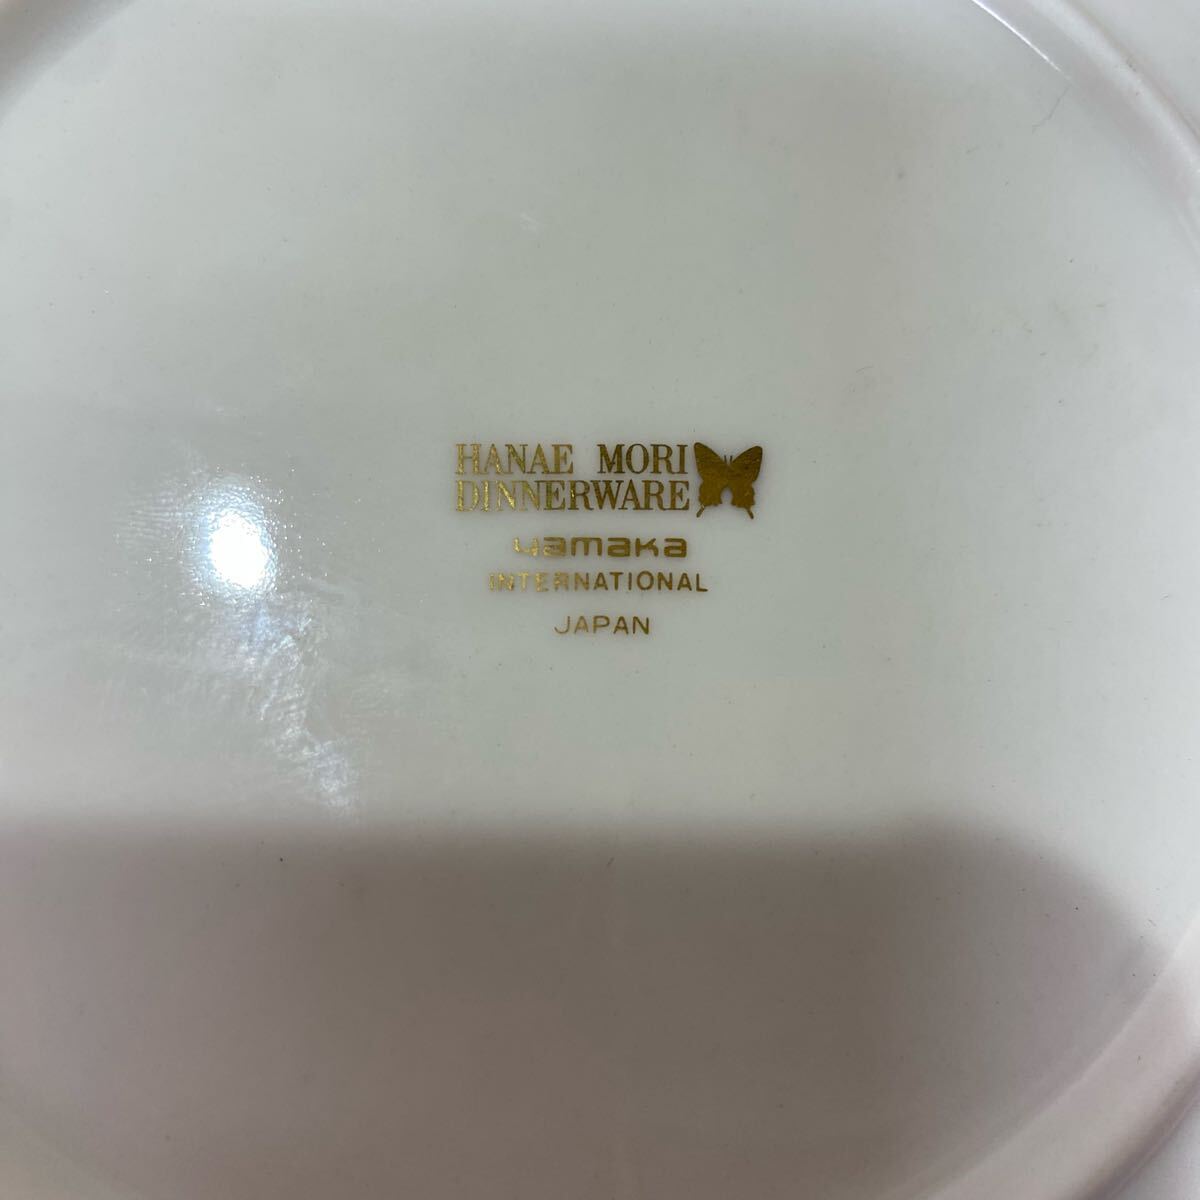 HANAE MORI
DINNERWARE
yamaka
INTERNATIONAL
JAPAN